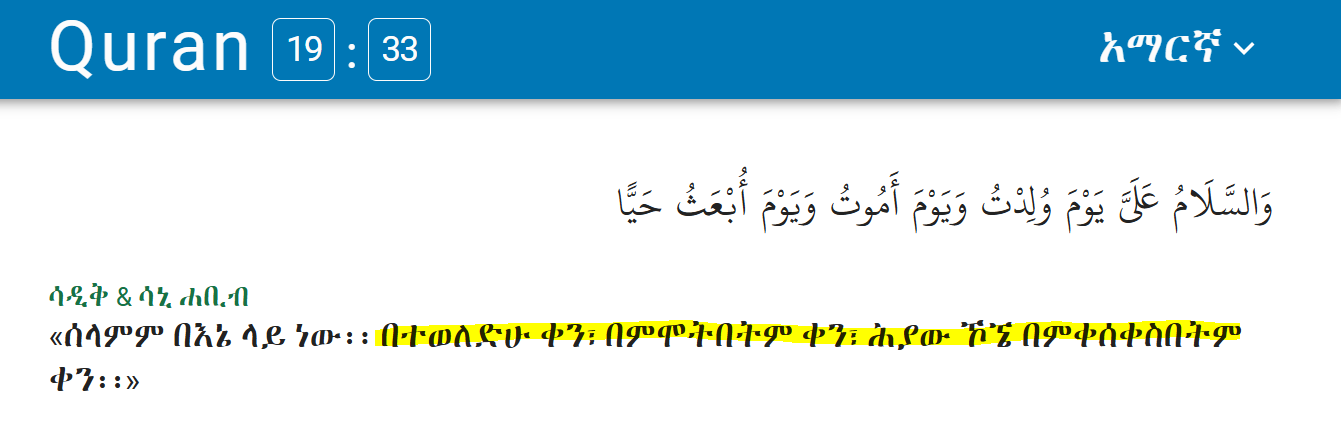 Quran 19 : 33 አማርኛ
وَالسَّلَامُ عَلَيَّ يَوْمَ وُلِدْتُ وَيَوْمَ أَمُوتُ وَيَوْمَ أُبْعَثُ حَيًّا
ሳዲቅ & ሳኒ ሐቢብ
«ሰላምም በእኔ ላይ ነው፡፡ በተወለድሁ ቀን፣ በምሞትበትም ቀን፣ ሕያው ኾኜ በምቀሰቀስበትም
ቀን፡፡»